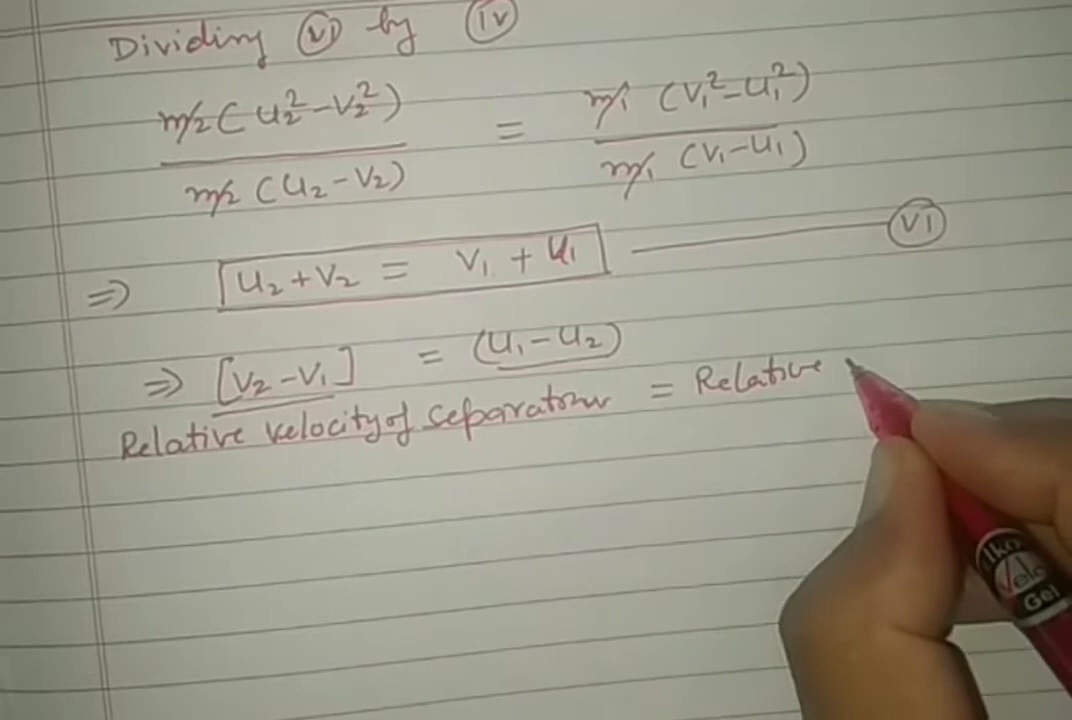 Dividing (vi) by (iv)
m2(u2²-v2²) / m2(u2-v2) = m1(v1²-u1²) / m1(v1-u1)
⇒ u2+v2 = v1+u1 —— (vi)
⇒ [v2-v1] = (u1-u2)
Relative velocity of separation = Relative
Gel